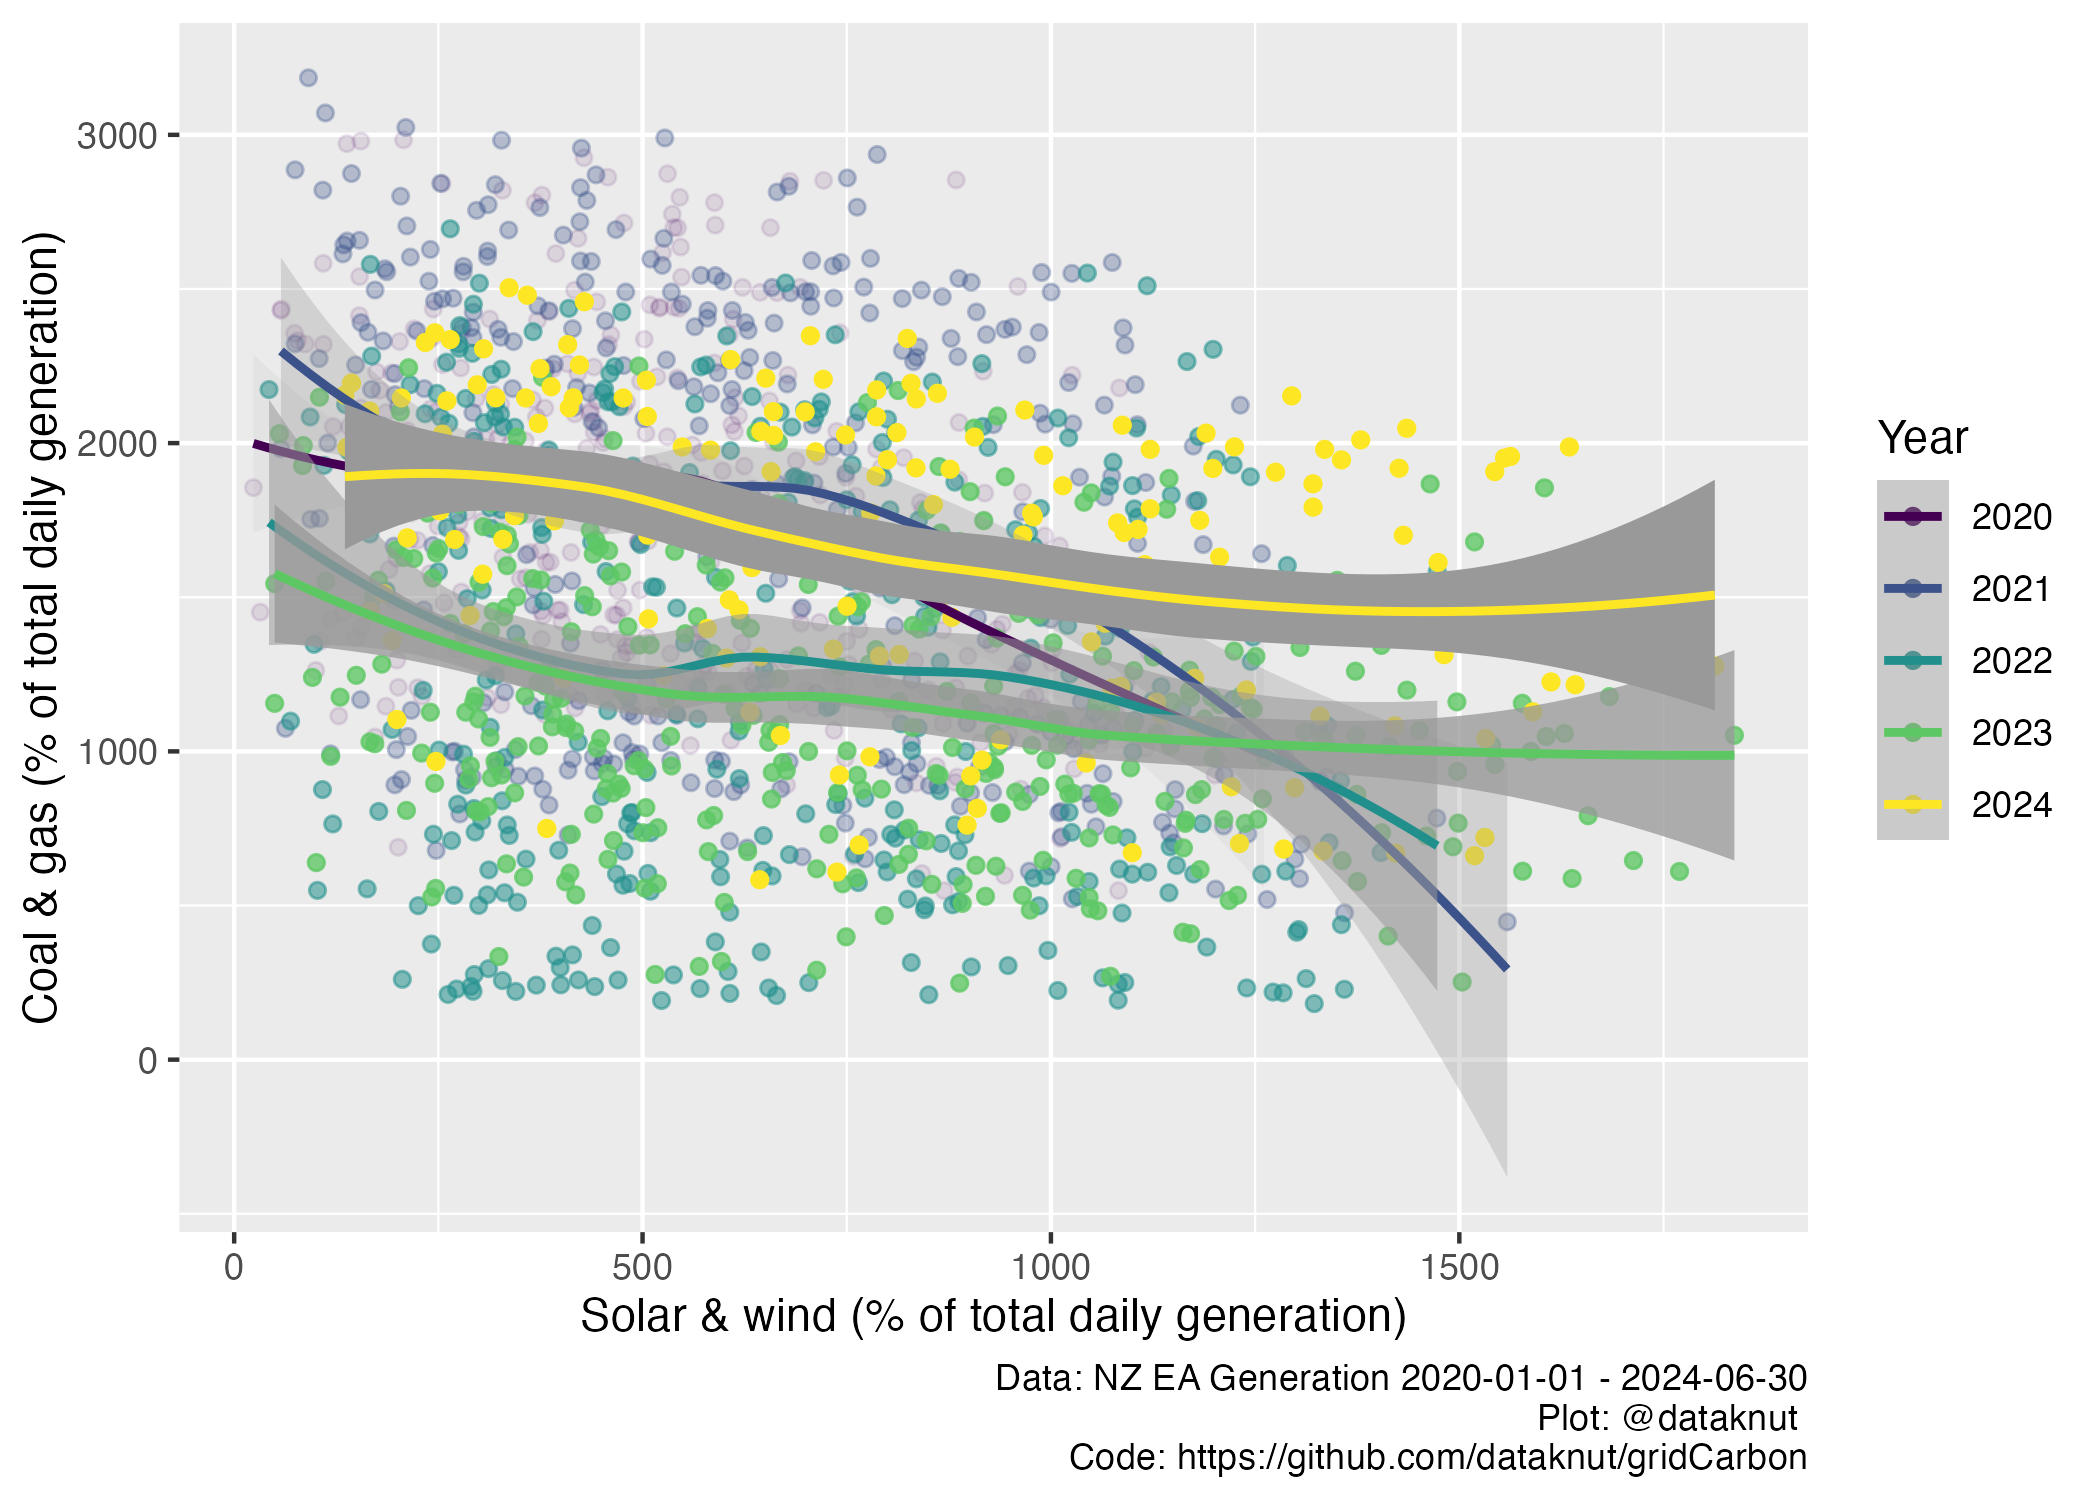 Coal & gas (% of total daily generation)
3000
2000
1000
0
0
500
1000
1500
Solar & wind (% of total daily generation)
Year
2020
2021
2022
2023
2024
Data: NZ EA Generation 2020-01-01 - 2024-06-30
Plot: @dataknut
Code: https://github.com/dataknut/gridCarbon